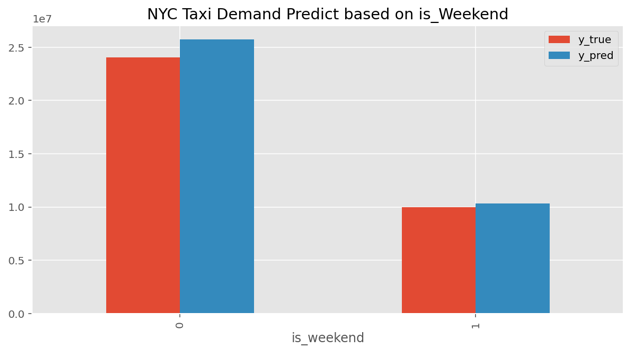 NYC Taxi Demand Predict based on is_Weekend
1e7
y_true
y_pred
2.5
2.0
1.5
1.0
0.5
0.0
0
1
is_weekend